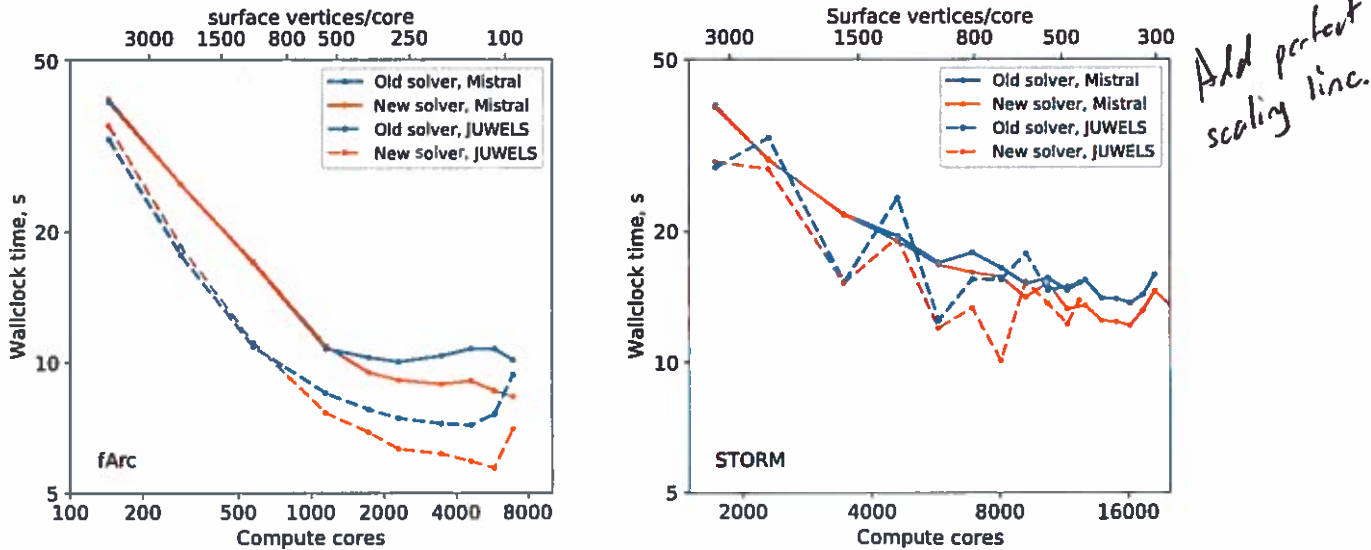 surface vertices/core
3000 1500 800 500 250 100
50
20
10
5
Wallclock time, s
Old solver, Mistral
New solver, Mistral
Old solver, JUWELS
New solver, JUWELS
fArc
100 200 500 1000 2000 4000 8000
Compute cores
Surface vertices/core
3000 1500 800 500 300
50
20
10
5
Wallclock time, s
Old solver, Mistral
New solver, Mistral
Old solver, JUWELS
New solver, JUWELS
STORM
2000 4000 8000 16000
Compute cores
Add perfect
scaling line.